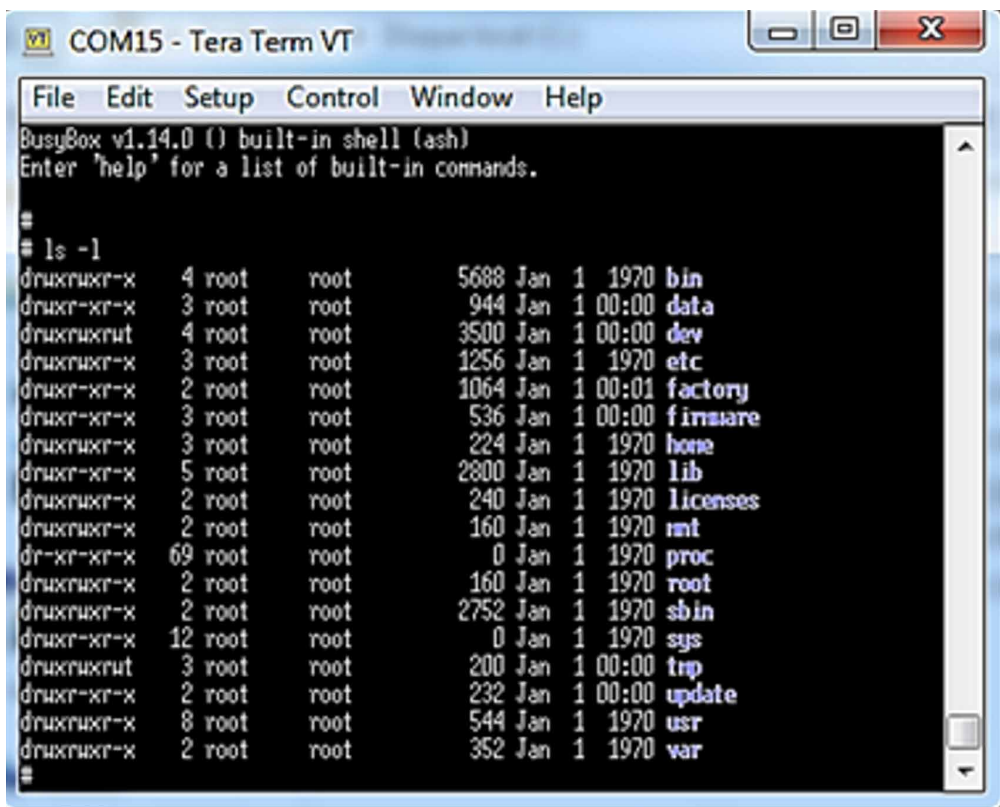 COM15 - Tera Term VT
File Edit Setup Control Window Help
BusyBox v1.14.0 () built-in shell (ash)
Enter 'help' for a list of built-in commands.
#
# ls -l
drwxrwxr-x 4 root root 5688 Jan 1 1970 bin
drwxr-xr-x 3 root root 944 Jan 1 00:00 data
drwxrwxrwt 4 root root 3500 Jan 1 00:00 dev
drwxrwxr-x 3 root root 1256 Jan 1 1970 etc
drwxr-xr-x 2 root root 1064 Jan 1 00:01 factory
drwxr-xr-x 3 root root 536 Jan 1 00:00 firmware
drwxrwxr-x 3 root root 224 Jan 1 1970 home
drwxr-xr-x 5 root root 2800 Jan 1 1970 lib
drwxrwxr-x 2 root root 240 Jan 1 1970 licenses
drwxrwxr-x 2 root root 160 Jan 1 1970 mnt
dr-xr-xr-x 69 root root 0 Jan 1 1970 proc
drwxrwxr-x 2 root root 160 Jan 1 1970 root
drwxrwxr-x 2 root root 2752 Jan 1 1970 sbin
drwxr-xr-x 12 root root 0 Jan 1 1970 sys
drwxrwxrwt 3 root root 200 Jan 1 00:00 tmp
drwxr-xr-x 2 root root 232 Jan 1 00:00 update
drwxrwxr-x 8 root root 544 Jan 1 1970 usr
drwxrwxr-x 2 root root 352 Jan 1 1970 var
#